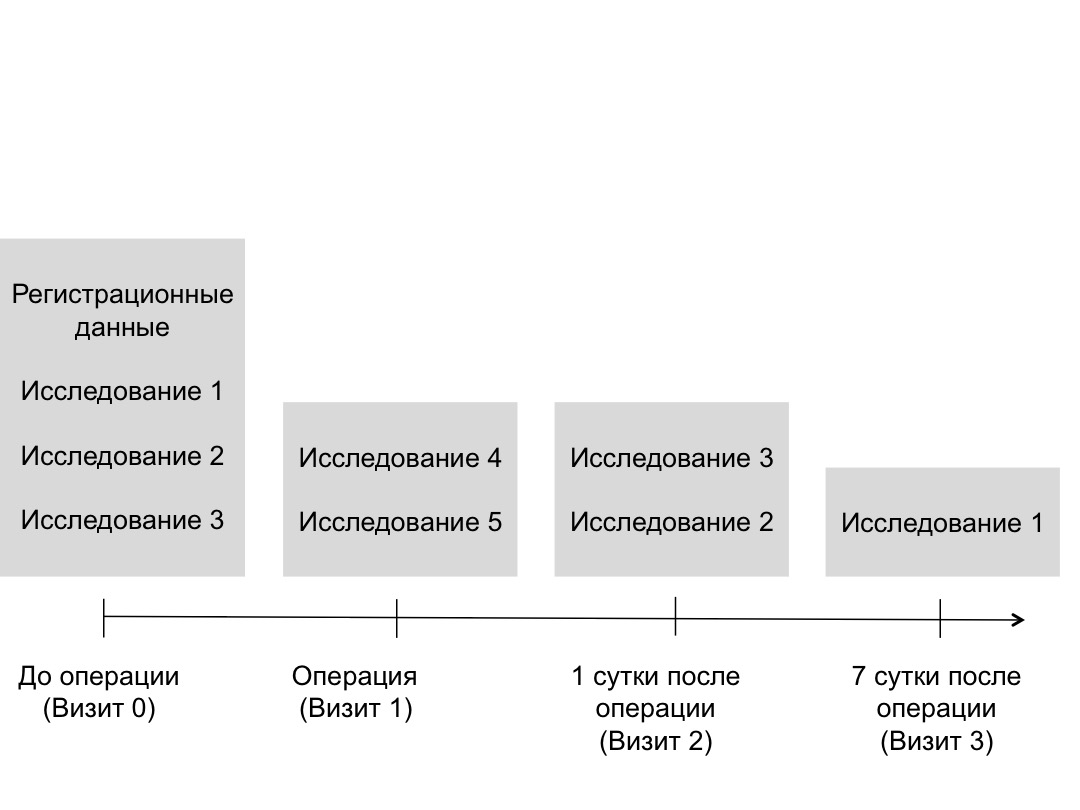 Регистрационные
данные
Исследование 1
Исследование 2
Исследование 3
Исследование 4
Исследование 5
Исследование 3
Исследование 2
Исследование 1
До операции
(Визит 0)
Операция
(Визит 1)
1 сутки после
операции
(Визит 2)
7 сутки после
операции
(Визит 3)